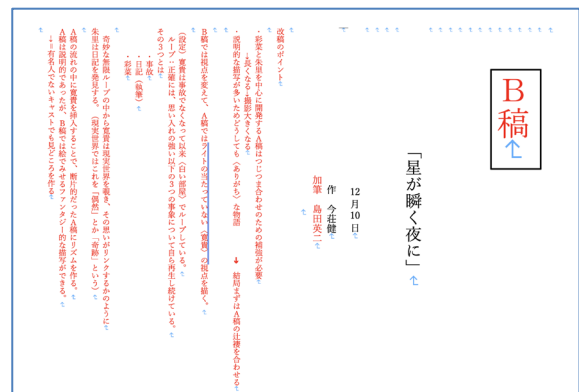 B稿
「星が瞬く夜に」
12月10日
作　今荘健
加筆　島田英二
改稿のポイント
・彩菜と朱里を中心に開発するA稿はつじつま合わせのための補強が必要
→長くなる→撮影大きくなる
・説明的な描写が多いためどうしても（ありがち）な物語　→　結局まずはA稿の辻褄を合わせる
B稿では視点を変えて、A稿ではライトの当たっていない（寛貴）の視点を描く。
（設定）寛貴は事故でなくなって以来（白い部屋）でループしている。
ループ：正確には、思い入れの強い以下の3つの事象について自ら再生し続けている。
その3つとは
・事故
・日記（執筆）
・彩菜
奇妙な無限ループの中から寛貴は現実世界を覗き、その思いがリンクするかのように
朱里は日記を発見する。（現実世界ではこれを「偶然」とか「奇跡」という）
A稿の流れの中に寛貴を挿入することで、断片的だったA稿にリズムを作る。
A稿は説明的であったが、B稿では絵でみせるファンタジー的な描写ができる。
→＝有名人でないキャストでも見どころを作る